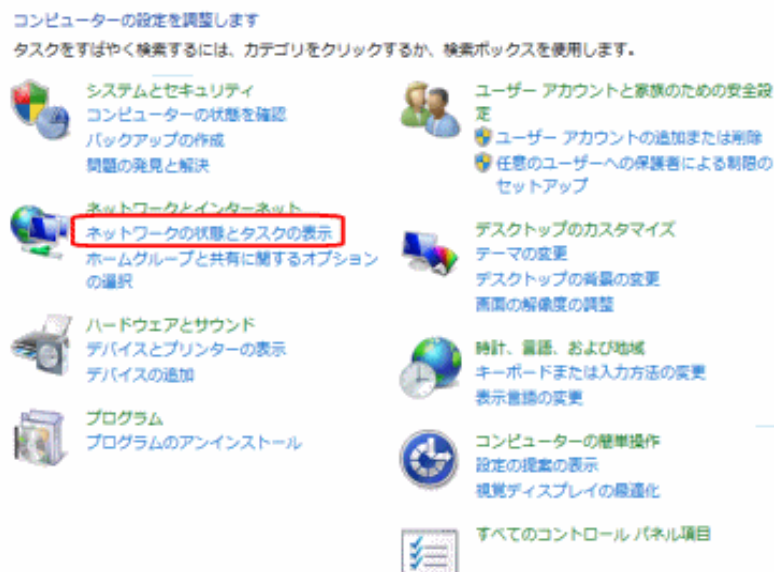 コンピューターの設定を調整します
タスクをすばやく検索するには、カテゴリをクリックするか、検索ボックスを使用します。
システムとセキュリティ
コンピューターの状態を確認
バックアップの作成
問題の発見と解決
ネットワークとインターネット
ネットワークの状態とタスクの表示
ホームグループと共有に関するオプション
の選択
ハードウェアとサウンド
デバイスとプリンターの表示
デバイスの追加
プログラム
プログラムのアンインストール
ユーザー アカウントと家族のための安全設
定
ユーザー アカウントの追加または削除
任意のユーザーへの保護者による制限の
セットアップ
デスクトップのカスタマイズ
テーマの変更
デスクトップの背景の変更
画面の解像度の調整
時計、言語、および地域
キーボードまたは入力方法の変更
表示言語の変更
コンピューターの簡単操作
設定の提案の表示
視覚ディスプレイの最適化
すべてのコントロール パネル項目